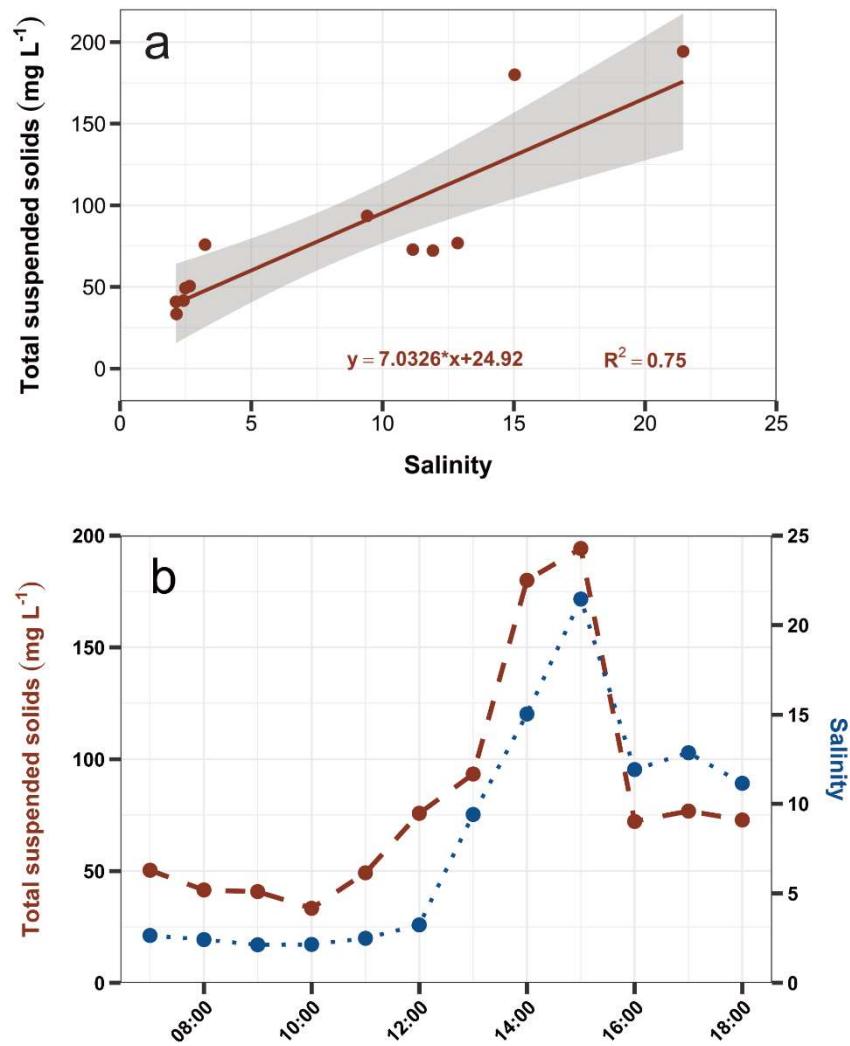 a
Total suspended solids (mg L⁻¹)
200
150
100
50
0
y = 7.0326*x+24.92
R² = 0.75
0 5 10 15 20 25
Salinity
b
Total suspended solids (mg L⁻¹)
200
150
100
50
0
25
20
15
10
5
0
Salinity
08:00 10:00 12:00 14:00 16:00 18:00